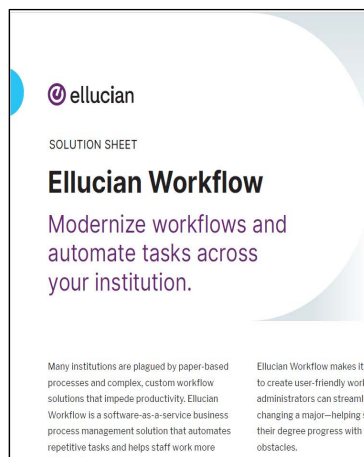 ellucian
SOLUTION SHEET
Ellucian Workflow
Modernize workflows and
automate tasks across
your institution.
Many institutions are plagued by paper-based
processes and complex, custom workflow
solutions that impede productivity. Ellucian
Workflow is a software-as-a-service business
process management solution that automates
repetitive tasks and helps staff work more
Ellucian Workflow makes it
to create user-friendly
administrators can
changing a major—helping
their degree progress with
obstacles.